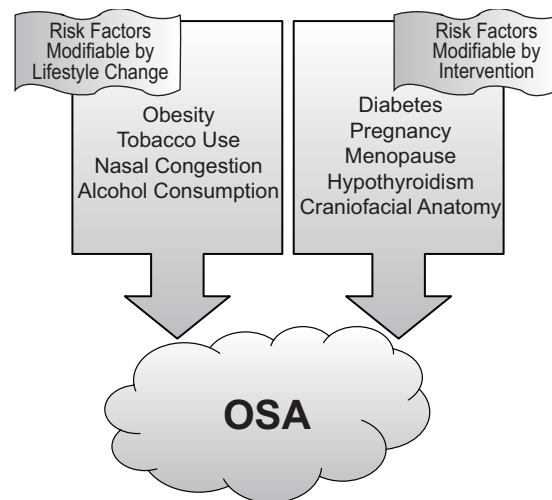 Risk Factors
Modifiable by
Lifestyle Change
Obesity
Tobacco Use
Nasal Congestion
Alcohol Consumption
Risk Factors
Modifiable by
Intervention
Diabetes
Pregnancy
Menopause
Hypothyroidism
Craniofacial Anatomy
OSA